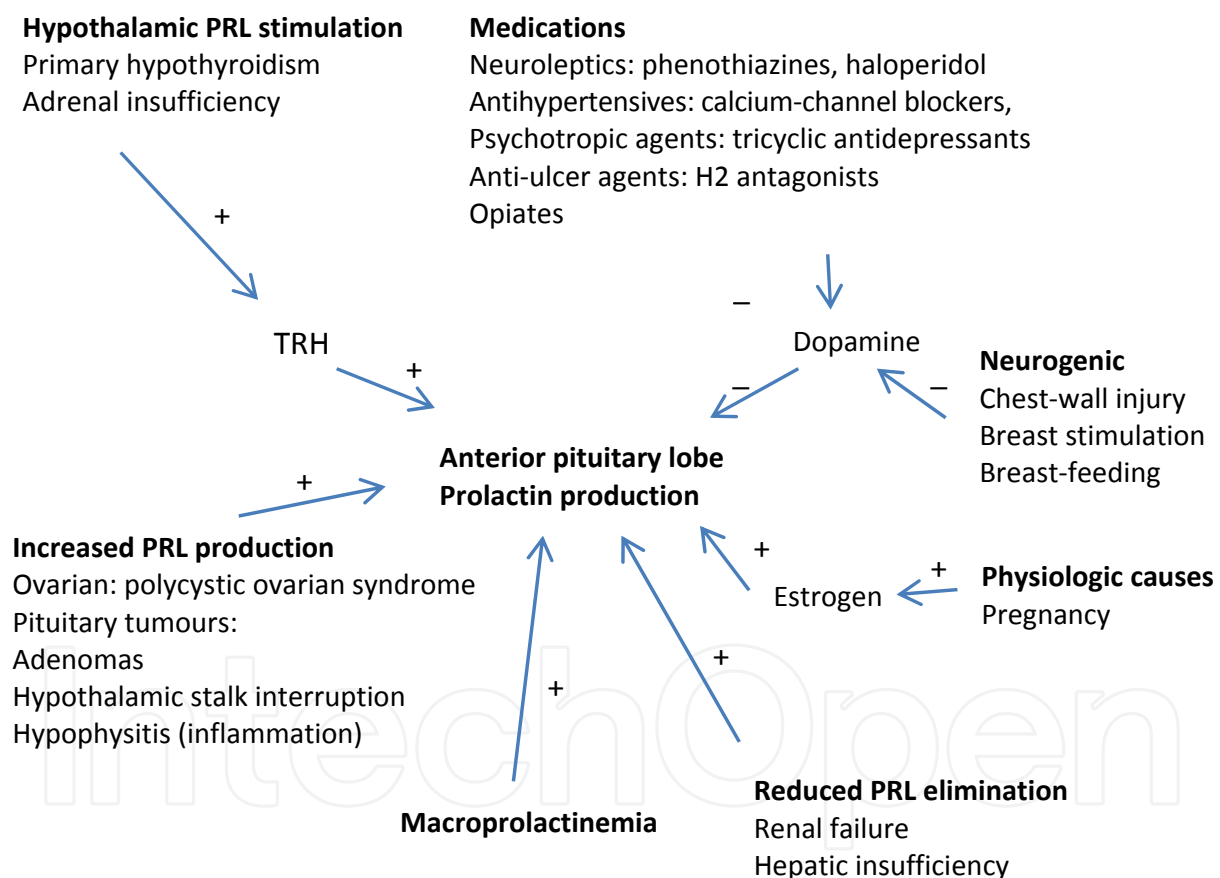 Hypothalamic PRL stimulation
Primary hypothyroidism
Adrenal insufficiency
+
Medications
Neuroleptics: phenothiazines, haloperidol
Antihypertensives: calcium-channel blockers,
Psychotropic agents: tricyclic antidepressants
Anti-ulcer agents: H2 antagonists
Opiates
–
TRH
+
Dopamine
–
Neurogenic
–
Chest-wall injury
Breast stimulation
Breast-feeding
Anterior pituitary lobe
Prolactin production
+
Increased PRL production
Ovarian: polycystic ovarian syndrome
Pituitary tumours:
Adenomas
Hypothalamic stalk interruption
Hypophysitis (inflammation)
+
Estrogen
+
Physiologic causes
Pregnancy
+
+
Macroprolactinemia
Reduced PRL elimination
Renal failure
Hepatic insufficiency
IntechOpen